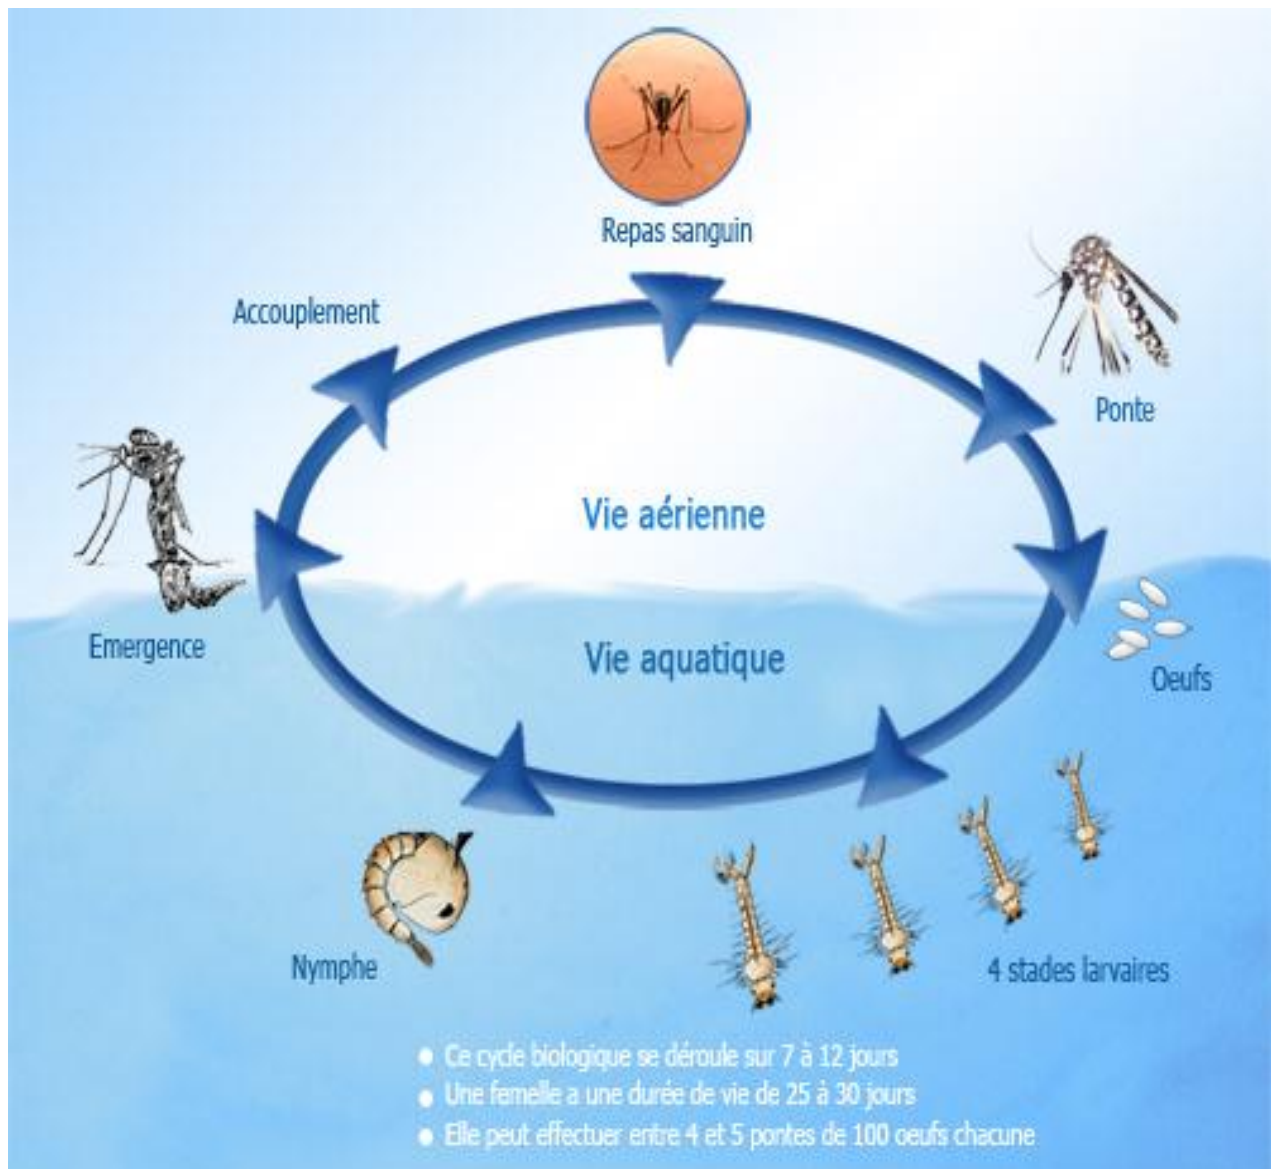 Repas sanguin
Accouplement
Ponte
Vie aérienne
Emergence
Vie aquatique
Oeufs
Nymphe
4 stades larvaires
Ce cycle biologique se déroule sur 7 à 12 jours
Une femelle a une durée de vie de 25 à 30 jours
Elle peut effectuer entre 4 et 5 pontes de 100 oeufs chacune